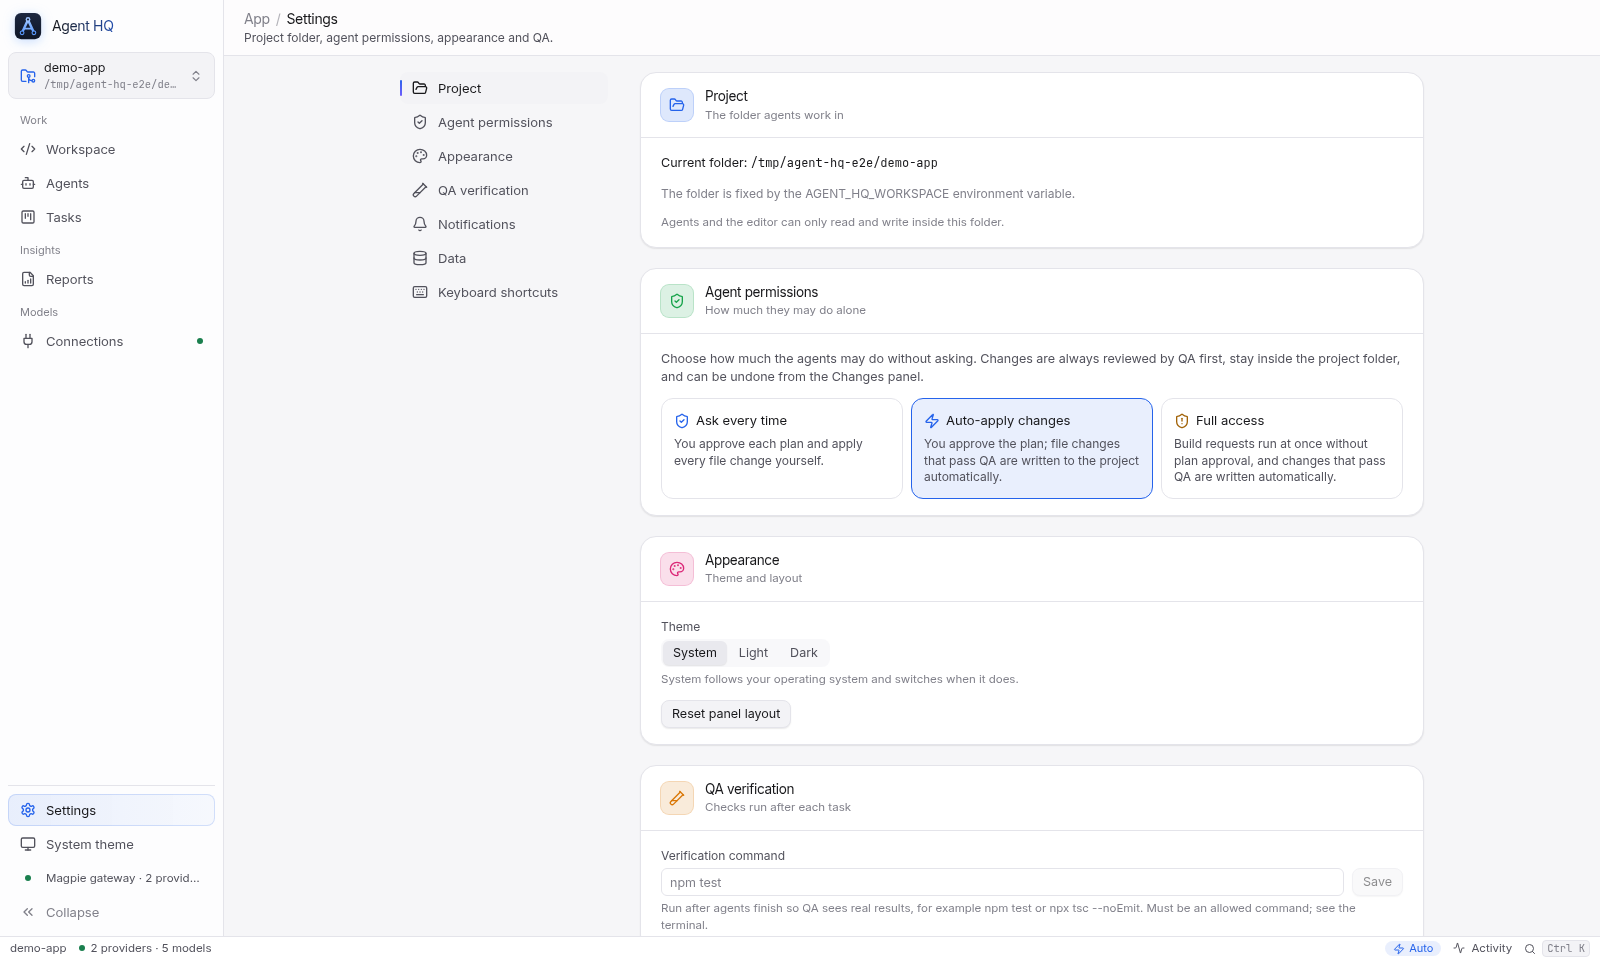 Agent HQ
demo-app
/tmp/agent-hq-e2e/de…
Work
Workspace
Agents
Tasks
Insights
Reports
Models
Connections
Settings
System theme
Magpie gateway · 2 provid…
Collapse
App / Settings
Project folder, agent permissions, appearance and QA.
Project
Agent permissions
Appearance
QA verification
Notifications
Data
Keyboard shortcuts
Project
The folder agents work in
Current folder: /tmp/agent-hq-e2e/demo-app
The folder is fixed by the AGENT_HQ_WORKSPACE environment variable.
Agents and the editor can only read and write inside this folder.
Agent permissions
How much they may do alone
Choose how much the agents may do without asking. Changes are always reviewed by QA first, stay inside the project folder,
and can be undone from the Changes panel.
Ask every time
You approve each plan and apply
every file change yourself.
Auto-apply changes
You approve the plan; file changes
that pass QA are written to the project
automatically.
Full access
Build requests run at once without
plan approval, and changes that pass
QA are written automatically.
Appearance
Theme and layout
Theme
System Light Dark
System follows your operating system and switches when it does.
Reset panel layout
QA verification
Checks run after each task
Verification command
npm test Save
Run after agents finish so QA sees real results, for example npm test or npx tsc --noEmit. Must be an allowed command; see the
terminal.
demo-app 2 providers · 5 models Auto Activity Ctrl K